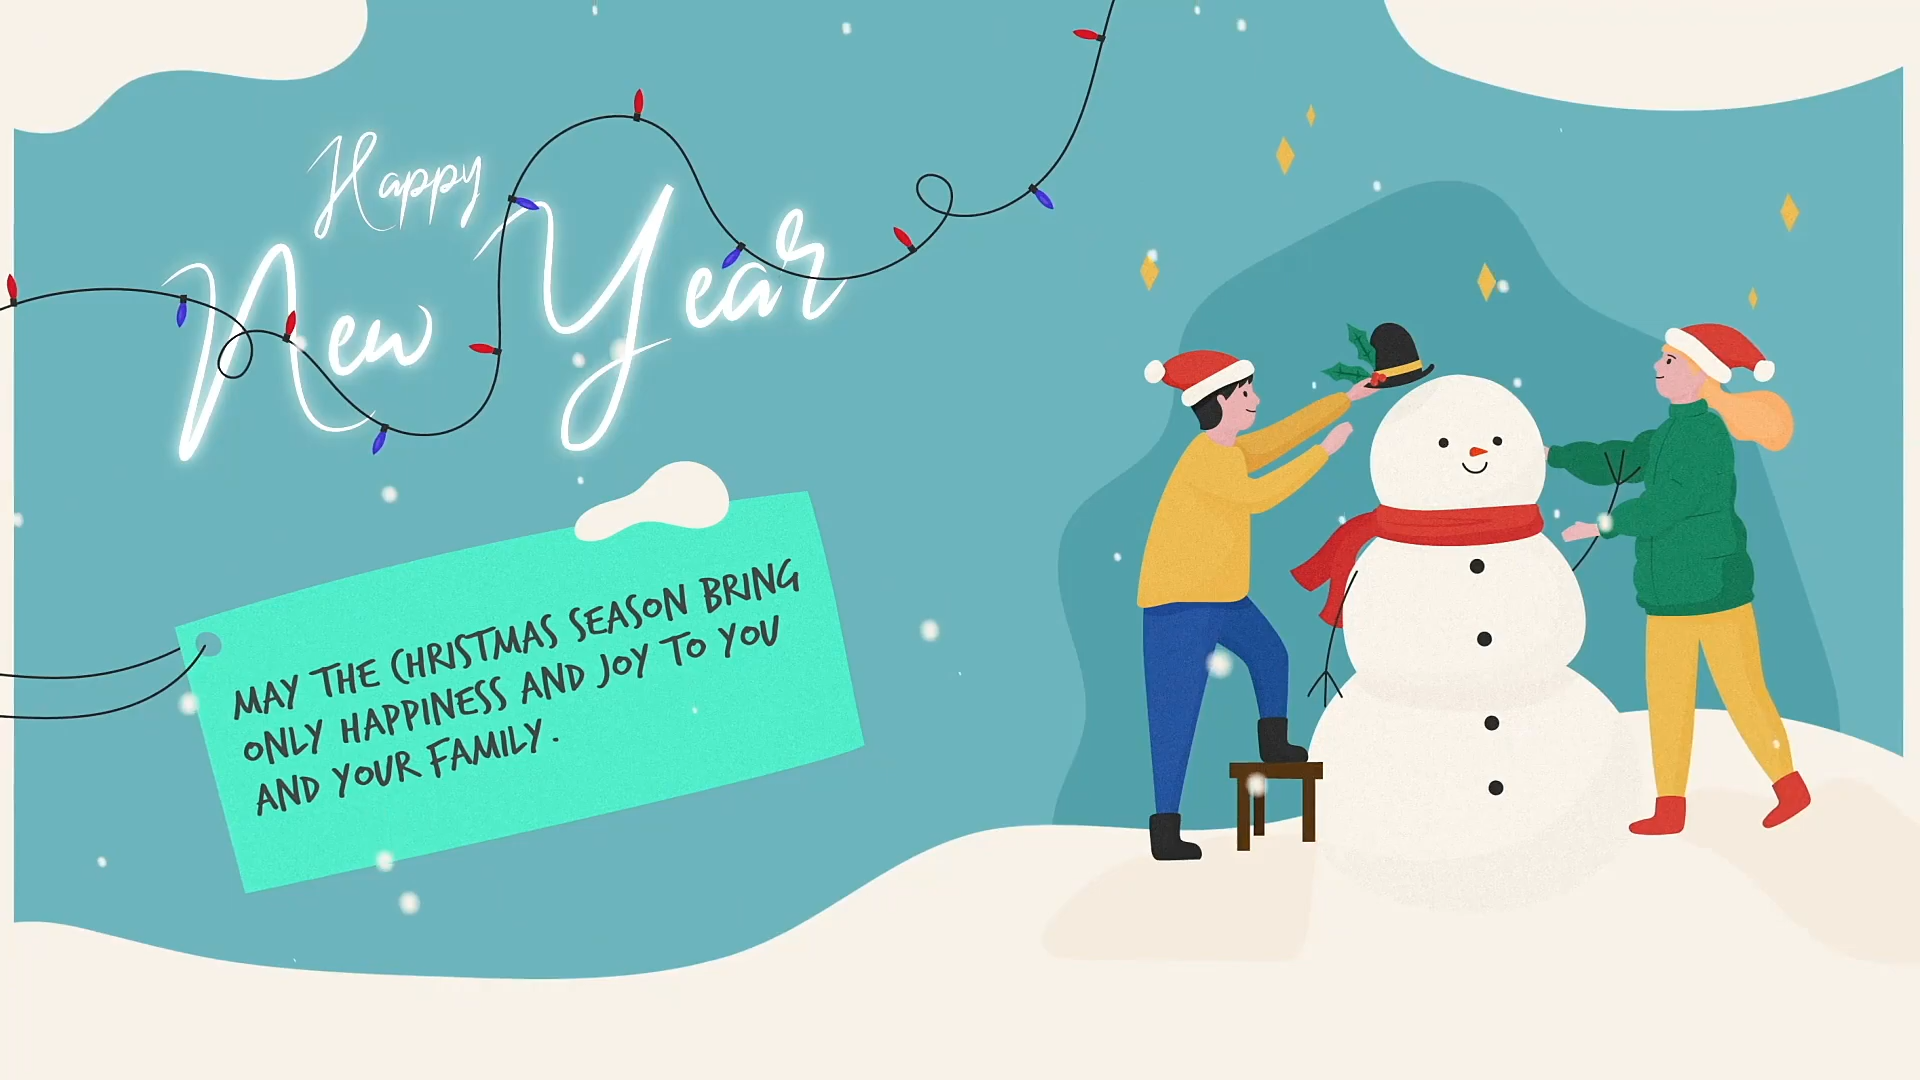 Happy
New Year
MAY THE CHRISTMAS SEASON BRING
ONLY HAPPINESS AND JOY TO YOU
AND YOUR FAMILY.